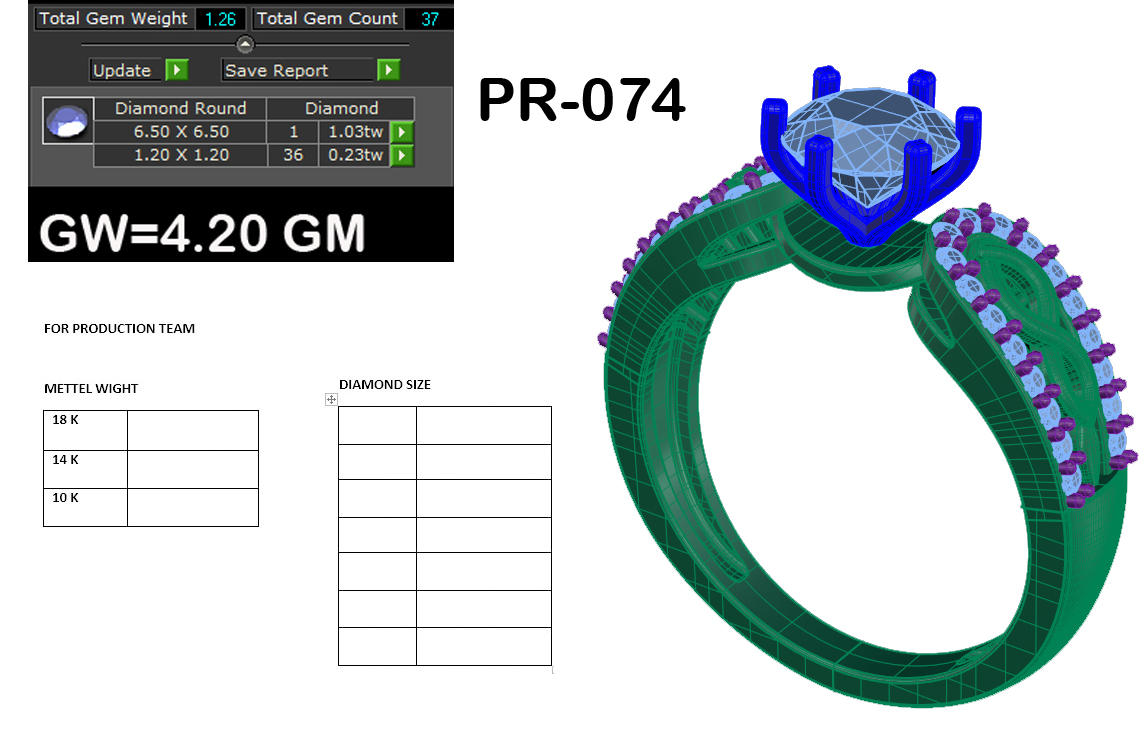 Total Gem Weight 1.26 Total Gem Count 37
Update Save Report
Diamond Round Diamond
6.50 X 6.50 1 1.03tw
1.20 X 1.20 36 0.23tw
GW=4.20 GM
PR-074
FOR PRODUCTION TEAM
METTEL WIGHT
18 K
14 K
10 K
DIAMOND SIZE